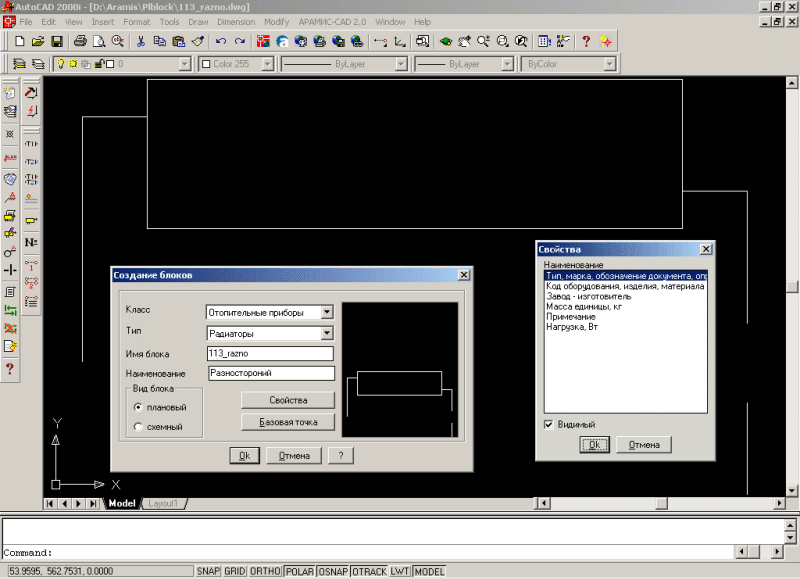 AutoCAD 2000i - [D:\Aramis\Plblock\113_razno.dwg]
File Edit View Insert Format Tools Draw Dimension Modify АРАМИС-CAD 2.0 Window Help
0 Color 255 ByLayer ByLayer ByColor
Создание блоков
Класс Отопительные приборы
Тип Радиаторы
Имя блока 113_razno
Наименование Разностороний
Вид блока
плановый
схемный
Свойства
Базовая точка
Ok Отмена ?
Свойства
Наименование
Тип, марка, обозначение документа, опр
Код оборудования, изделия, материала
Завод - изготовитель
Масса единицы, кг
Примечание
Нагрузка, Вт
Видимый
Ok Отмена
Y
X
Model Layout1
Command:
53.9595, 562.7531, 0.0000 SNAP GRID ORTHO POLAR OSNAP OTRACK LWT MODEL